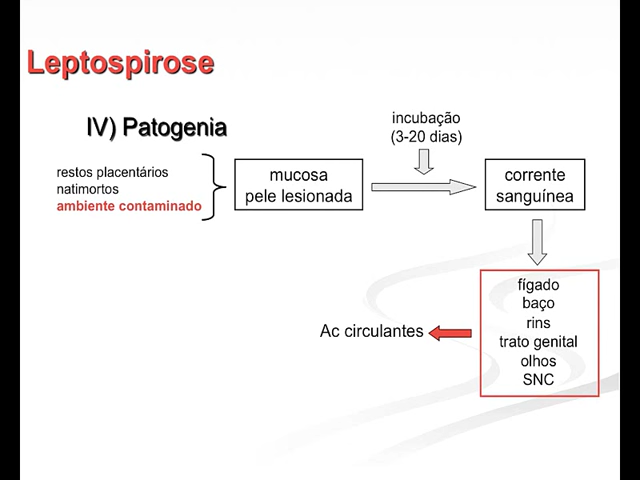 Leptospirose
IV) Patogenia
incubação
(3-20 dias)
restos placentários
natimortos
ambiente contaminado
mucosa
pele lesionada
corrente
sanguínea
fígado
baço
rins
trato genital
olhos
SNC
Ac circulantes